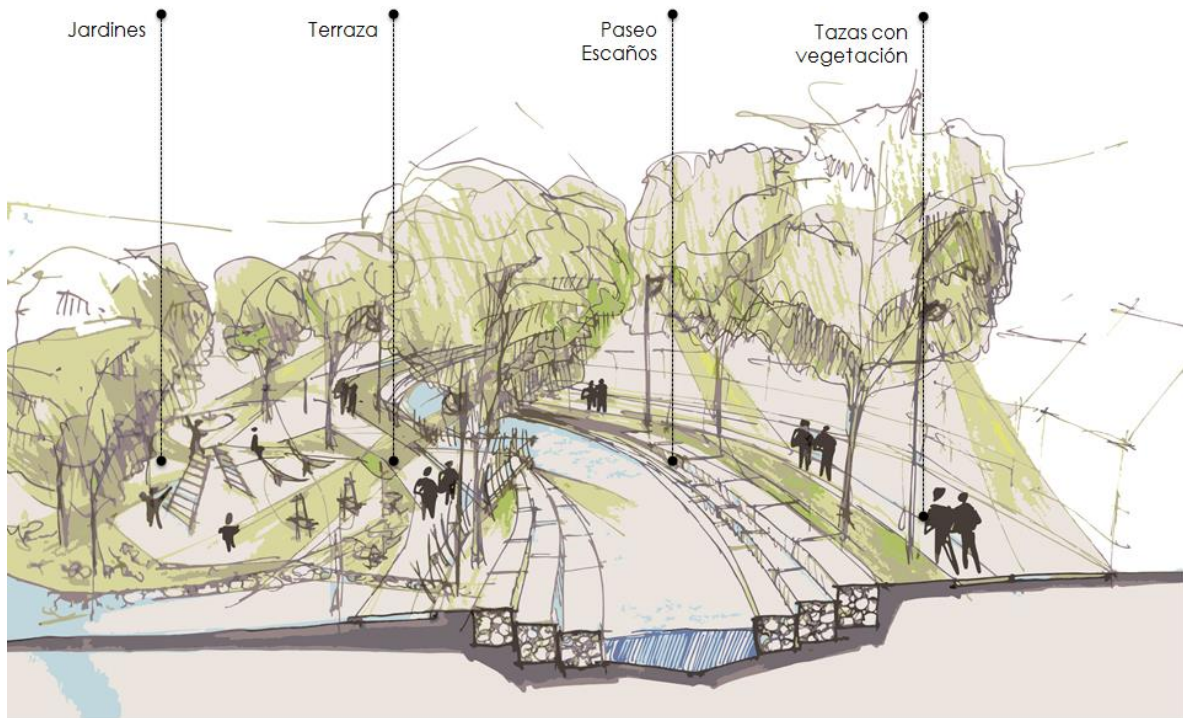 Jardines
Terraza
Paseo
Escaños
Tazas con
vegetación